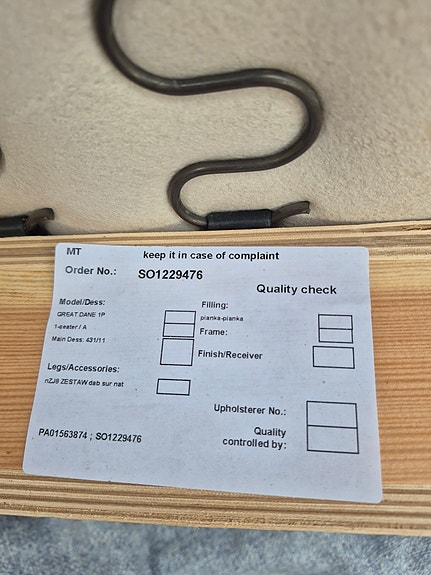 MT
keep it in case of complaint
Order No.: SO1229476
Quality check
Model/Dess:
GREAT DANE 1P
1-seater / A
Main Dess: 431/11
Filling:
pianka-pianka
Frame:
Finish/Receiver
Legs/Accessories:
nZJ8 ZESTAW dab sur nat
Upholsterer No.:
Quality
controlled by:
PA01563874 ; SO1229476